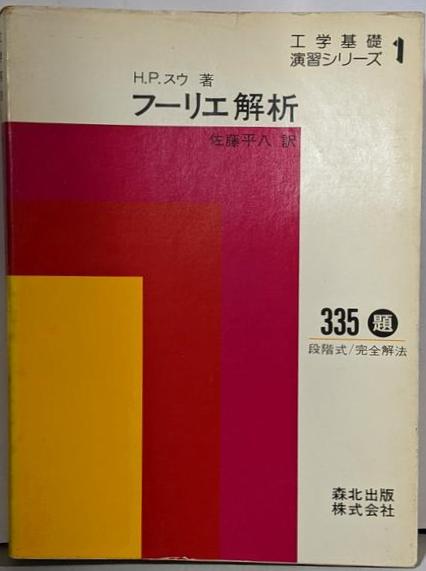 工学基礎
演習シリーズ 1
H.P.スウ 著
フーリエ解析
佐藤平八 訳
335 題
段階式/完全解法
森北出版
株式会社